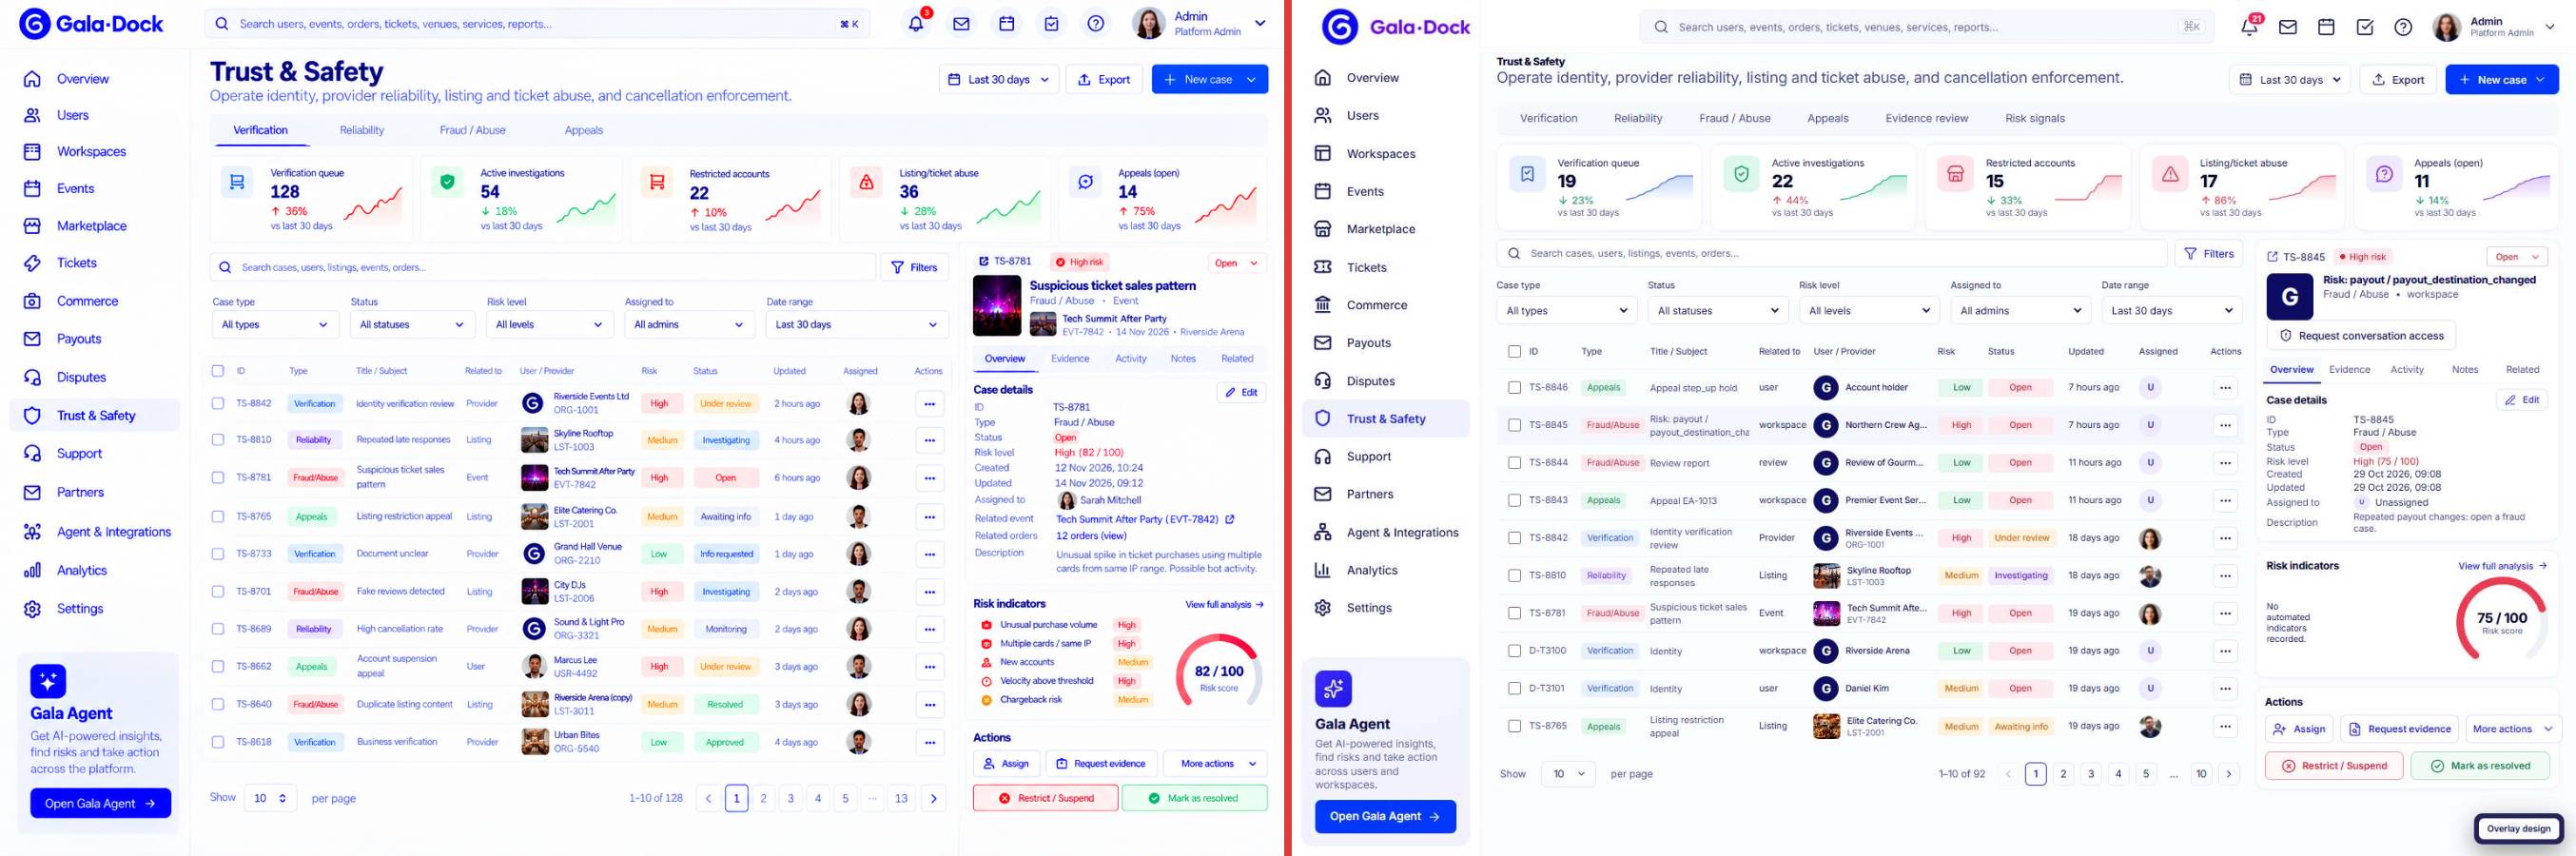 Gala·Dock
Search users, events, orders, tickets, venues, services, reports...
⌘ K
3
Admin
Platform Admin
Overview
Users
Workspaces
Events
Marketplace
Tickets
Commerce
Payouts
Disputes
Trust & Safety
Support
Partners
Agent & Integrations
Analytics
Settings
Gala Agent
Get AI-powered insights,
find risks and take action
across the platform.
Open Gala Agent →
Trust & Safety
Operate identity, provider reliability, listing and ticket abuse, and cancellation enforcement.
Last 30 days
Export
+ New case
Verification Reliability Fraud / Abuse Appeals
Verification queue
128
↑ 36%
vs last 30 days
Active investigations
54
↓ 18%
vs last 30 days
Restricted accounts
22
↑ 10%
vs last 30 days
Listing/ticket abuse
36
↓ 28%
vs last 30 days
Appeals (open)
14
↑ 75%
vs last 30 days
Search cases, users, listings, events, orders...
Filters
Case type Status Risk level Assigned to Date range
All types All statuses All levels All admins Last 30 days
ID Type Title / Subject Related to User / Provider Risk Status Updated Assigned Actions
TS-8842 Verification Identity verification review Provider Riverside Events Ltd ORG-1001 High Under review 2 hours ago
TS-8810 Reliability Repeated late responses Listing Skyline Rooftop LST-1003 Medium Investigating 4 hours ago
TS-8781 Fraud/Abuse Suspicious ticket sales pattern Event Tech Summit After Party EVT-7842 High Open 6 hours ago
TS-8765 Appeals Listing restriction appeal Listing Elite Catering Co. LST-2001 Medium Awaiting info 1 day ago
TS-8733 Verification Document unclear Provider Grand Hall Venue ORG-2210 Low Info requested 1 day ago
TS-8701 Fraud/Abuse Fake reviews detected Listing City DJs LST-2006 High Investigating 2 days ago
TS-8689 Reliability High cancellation rate Provider Sound & Light Pro ORG-3321 Medium Monitoring 2 days ago
TS-8662 Appeals Account suspension appeal User Marcus Lee USR-4492 High Under review 3 days ago
TS-8640 Fraud/Abuse Duplicate listing content Listing Riverside Arena (copy) LST-3011 Medium Resolved 3 days ago
TS-8618 Verification Business verification Provider Urban Bites ORG-5540 Low Approved 4 days ago
Show 10 per page
1-10 of 128 1 2 3 4 5 ... 13
TS-8781 High risk Open
Suspicious ticket sales pattern
Fraud / Abuse • Event
Tech Summit After Party
EVT-7842 • 14 Nov 2026 • Riverside Arena
Overview Evidence Activity Notes Related
Case details
Edit
ID TS-8781
Type Fraud / Abuse
Status Open
Risk level High (82 / 100)
Created 12 Nov 2026, 10:24
Updated 14 Nov 2026, 09:12
Assigned to Sarah Mitchell
Related event Tech Summit After Party (EVT-7842)
Related orders 12 orders (view)
Description Unusual spike in ticket purchases using multiple
cards from same IP range. Possible bot activity.
Risk indicators
View full analysis →
Unusual purchase volume High
Multiple cards / same IP High
New accounts Medium
Velocity above threshold High
Chargeback risk Medium
82 / 100
Risk score
Actions
Assign Request evidence More actions
Restrict / Suspend Mark as resolved
Gala·Dock
Search users, events, orders, tickets, venues, services, reports...
⌘K
21
Admin
Platform Admin
Overview
Users
Workspaces
Events
Marketplace
Tickets
Commerce
Payouts
Disputes
Trust & Safety
Support
Partners
Agent & Integrations
Analytics
Settings
Gala Agent
Get AI-powered insights,
find risks and take action
across users and
workspaces.
Open Gala Agent →
Trust & Safety
Operate identity, provider reliability, listing and ticket abuse, and cancellation enforcement.
Last 30 days
Export
+ New case
Verification Reliability Fraud / Abuse Appeals Evidence review Risk signals
Verification queue
19
↓ 23%
vs last 30 days
Active investigations
22
↑ 44%
vs last 30 days
Restricted accounts
15
↓ 33%
vs last 30 days
Listing/ticket abuse
17
↑ 86%
vs last 30 days
Appeals (open)
11
↓ 14%
vs last 30 days
Search cases, users, listings, events, orders...
Filters
Case type Status Risk level Assigned to Date range
All types All statuses All levels All admins Last 30 days
ID Type Title / Subject Related to User / Provider Risk Status Updated Assigned Actions
TS-8846 Appeals Appeal step_up hold user G Account holder Low Open 7 hours ago U
TS-8845 Fraud/Abuse Risk: payout / payout_destination_cha workspace G Northern Crew Ag... High Open 7 hours ago U
TS-8844 Fraud/Abuse Review report review G Review of Gourm... Low Open 11 hours ago U
TS-8843 Appeals Appeal EA-1013 workspace G Premier Event Ser... Low Open 11 hours ago U
TS-8842 Verification Identity verification review Provider G Riverside Events ... ORG-1001 High Under review 18 days ago
TS-8810 Reliability Repeated late responses Listing Skyline Rooftop LST-1003 Medium Investigating 18 days ago
TS-8781 Fraud/Abuse Suspicious ticket sales pattern Event Tech Summit Afte... EVT-7842 High Open 19 days ago
D-T3100 Verification Identity workspace G Riverside Arena Low Open 19 days ago U
D-T3101 Verification Identity user G Daniel Kim Medium Open 19 days ago U
TS-8765 Appeals Listing restriction appeal Listing Elite Catering Co. LST-2001 Medium Awaiting info 19 days ago
Show 10 per page
1-10 of 92 1 2 3 4 5 ... 10
TS-8845 High risk Open
G
Risk: payout / payout_destination_changed
Fraud / Abuse • workspace
Request conversation access
Overview Evidence Activity Notes Related
Case details
Edit
ID TS-8845
Type Fraud / Abuse
Status Open
Risk level High (75 / 100)
Created 29 Oct 2026, 09:08
Updated 29 Oct 2026, 09:08
Assigned to U Unassigned
Description Repeated payout changes: open a fraud
case.
Risk indicators
View full analysis →
No
automated
indicators
recorded.
75 / 100
Risk score
Actions
Assign Request evidence More actions
Restrict / Suspend Mark as resolved
Overlay design